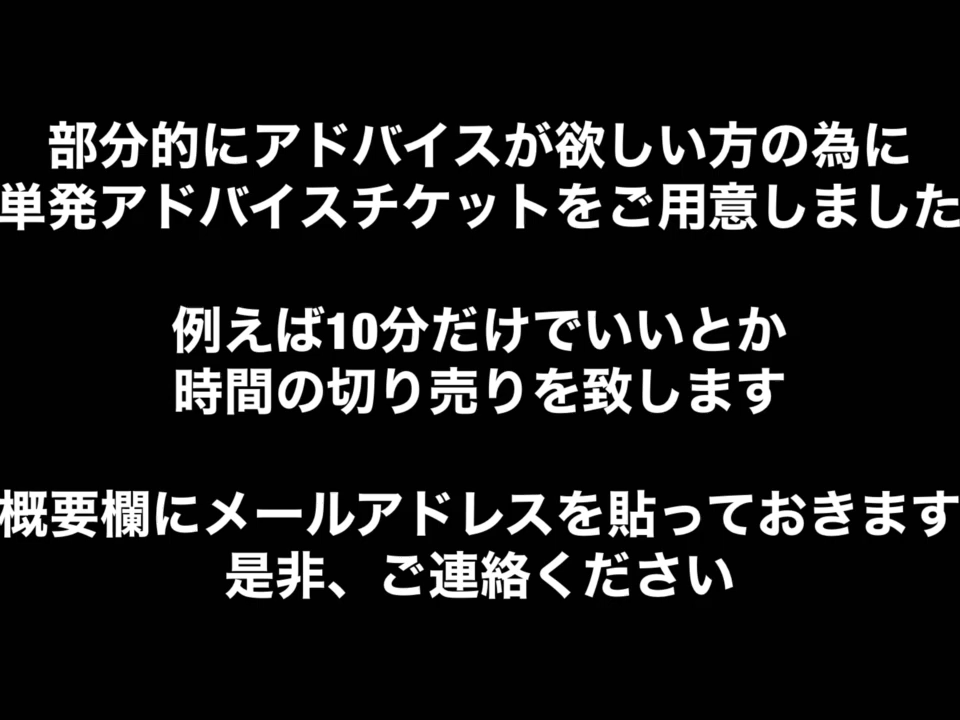 部分的にアドバイスが欲しい方の為に
単発アドバイスチケットをご用意しました
例えば10分だけでいいとか
時間の切り売りを致します
概要欄にメールアドレスを貼っておきます
是非、ご連絡ください